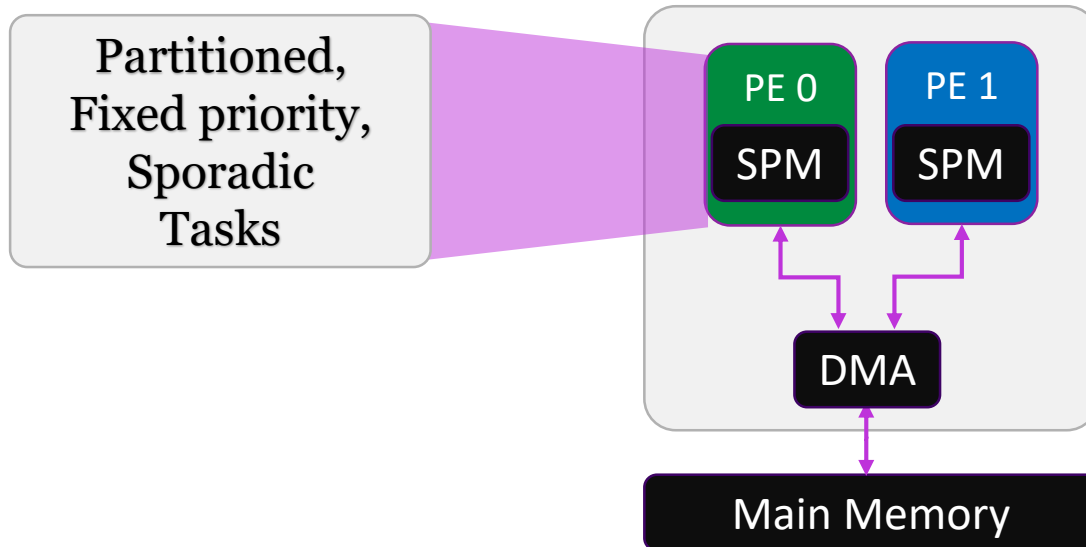 Partitioned,
Fixed priority,
Sporadic
Tasks
PE 0
PE 1
SPM
SPM
DMA
Main Memory